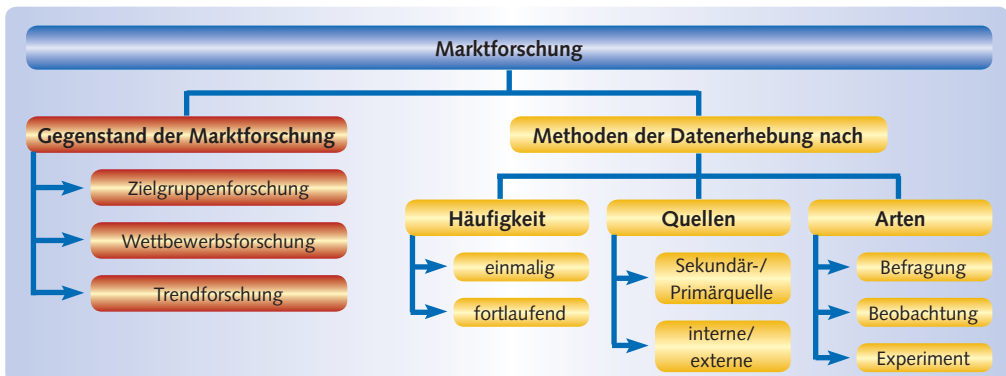 Marktforschung
Gegenstand der Marktforschung
Zielgruppenforschung
Wettbewerbsforschung
Trendforschung
Methoden der Datenerhebung nach
Häufigkeit
einmalig
fortlaufend
Quellen
Sekundär-/
Primärquelle
interne/
externe
Arten
Befragung
Beobachtung
Experiment